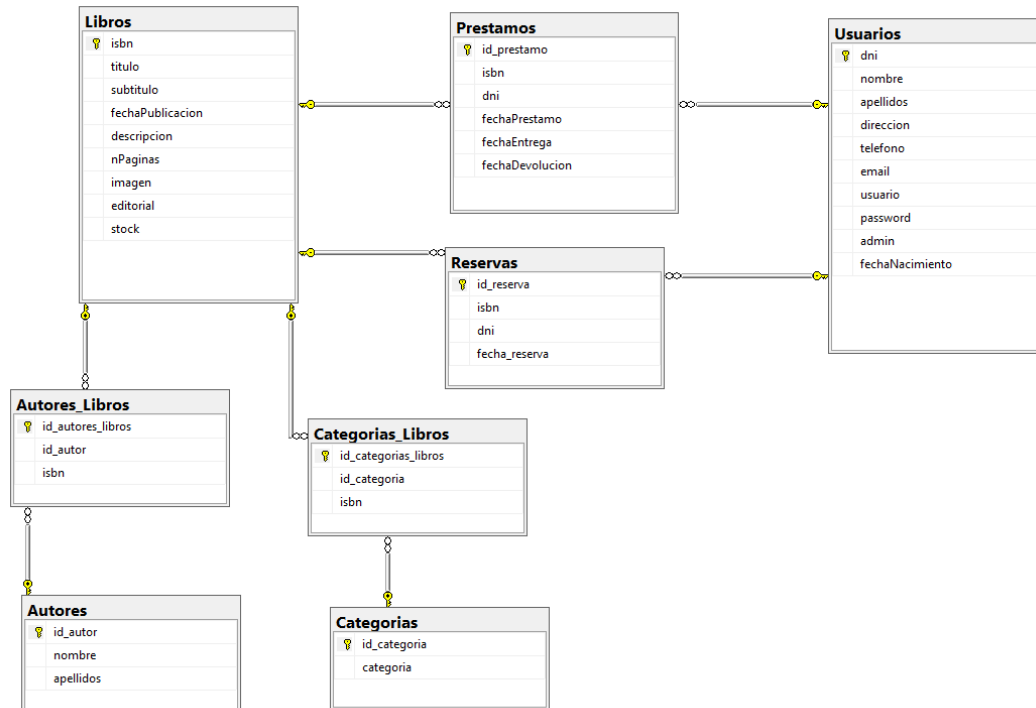 Libros
isbn
titulo
subtitulo
fechaPublicacion
descripcion
nPaginas
imagen
editorial
stock
Prestamos
id_prestamo
isbn
dni
fechaPrestamo
fechaEntrega
fechaDevolucion
Usuarios
dni
nombre
apellidos
direccion
telefono
email
usuario
password
admin
fechaNacimiento
Reservas
id_reserva
isbn
dni
fecha_reserva
Autores_Libros
id_autores_libros
id_autor
isbn
Categorias_Libros
id_categorias_libros
id_categoria
isbn
Autores
id_autor
nombre
apellidos
Categorias
id_categoria
categoria